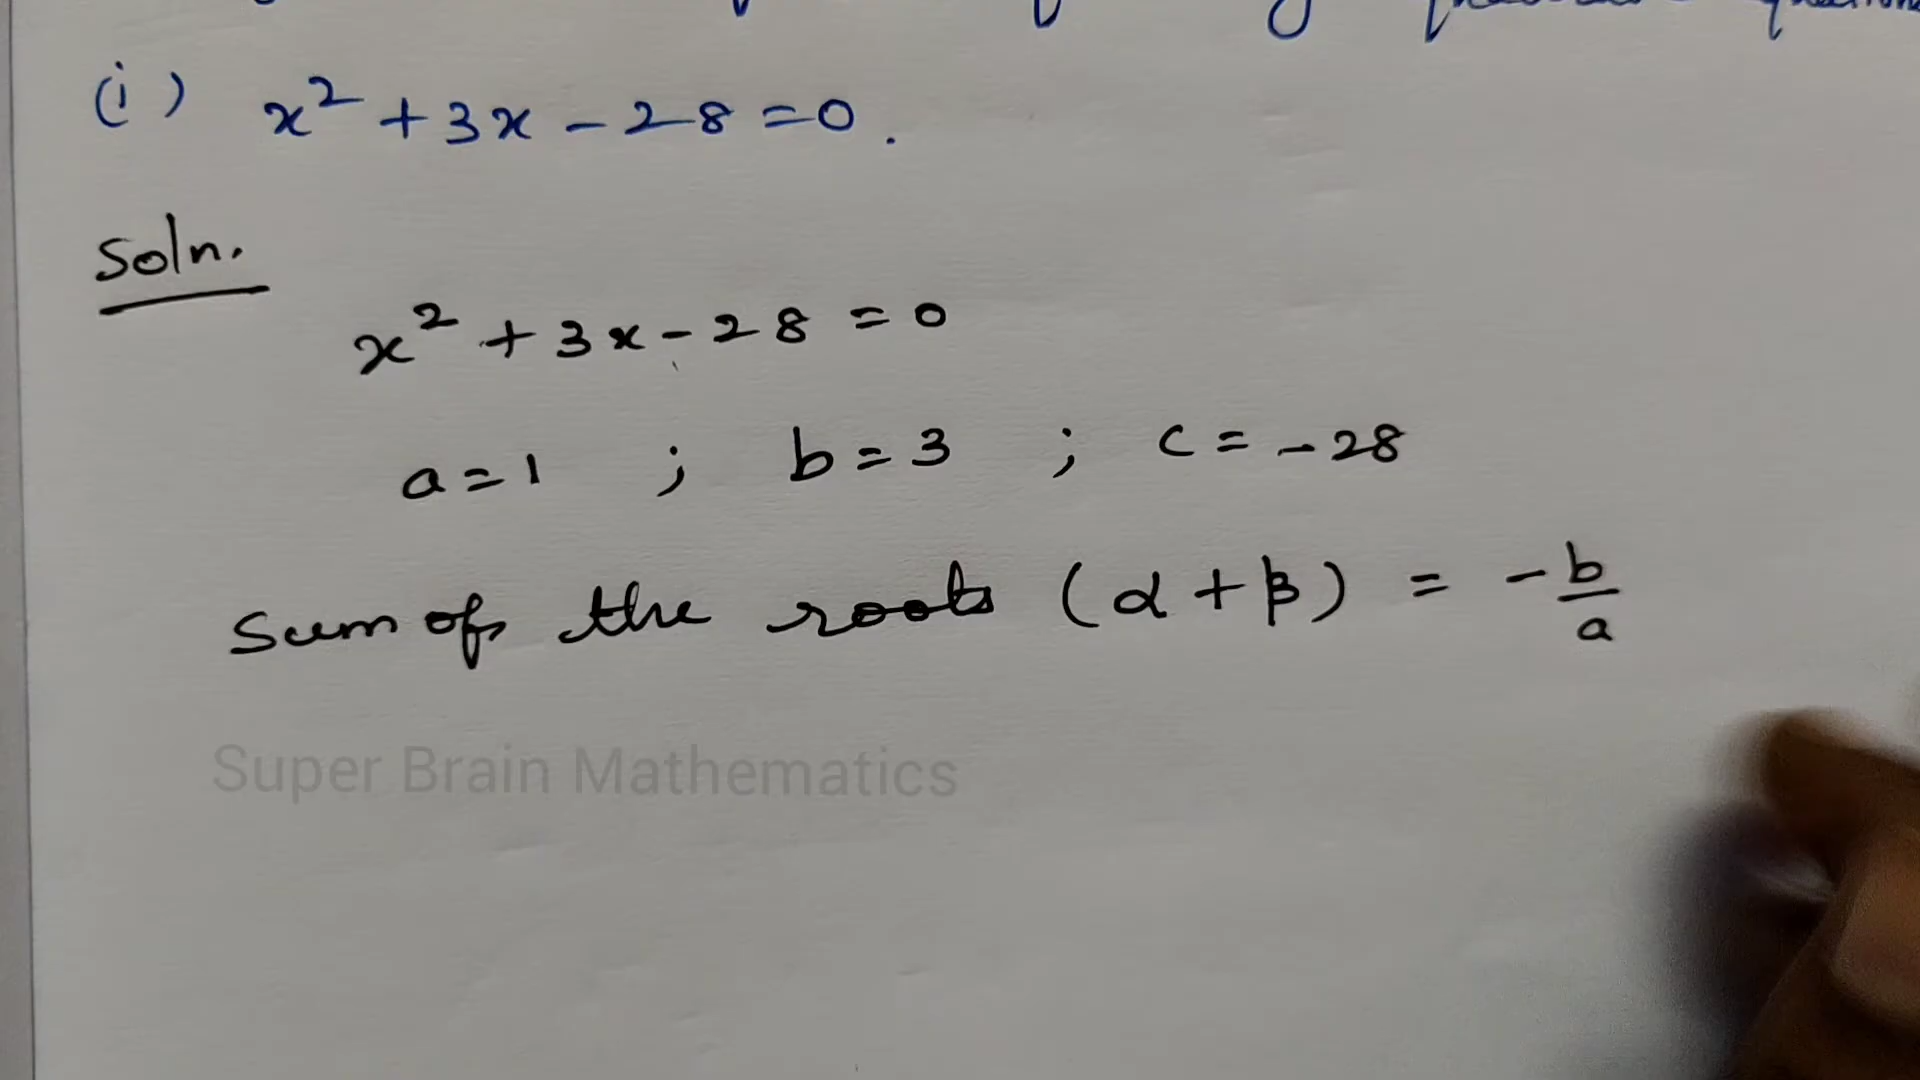 (i) x² + 3x - 28 = 0.
Soln.
x² + 3x - 28 = 0
a = 1 ; b = 3 ; c = -28
Sum of the roots (α + β) = -b/a
Super Brain Mathematics